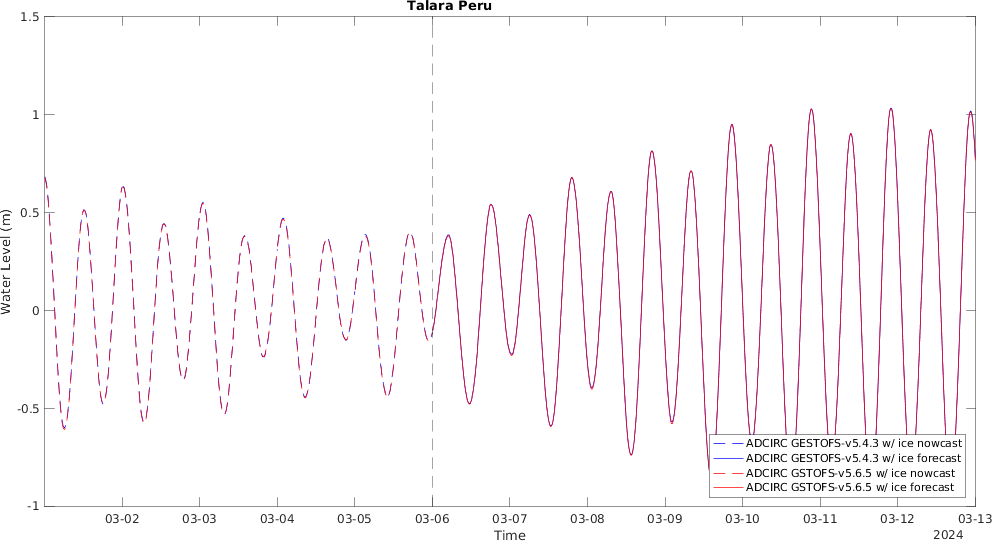 Talara Peru
1.5
1
0.5
0
-0.5
-1
Water Level (m)
03-02 03-03 03-04 03-05 03-06 03-07 03-08 03-09 03-10 03-11 03-12 03-13
Time
2024
ADCIRC GESTOFS-v5.4.3 w/ ice nowcast
ADCIRC GESTOFS-v5.4.3 w/ ice forecast
ADCIRC GSTOFS-v5.6.5 w/ ice nowcast
ADCIRC GSTOFS-v5.6.5 w/ ice forecast